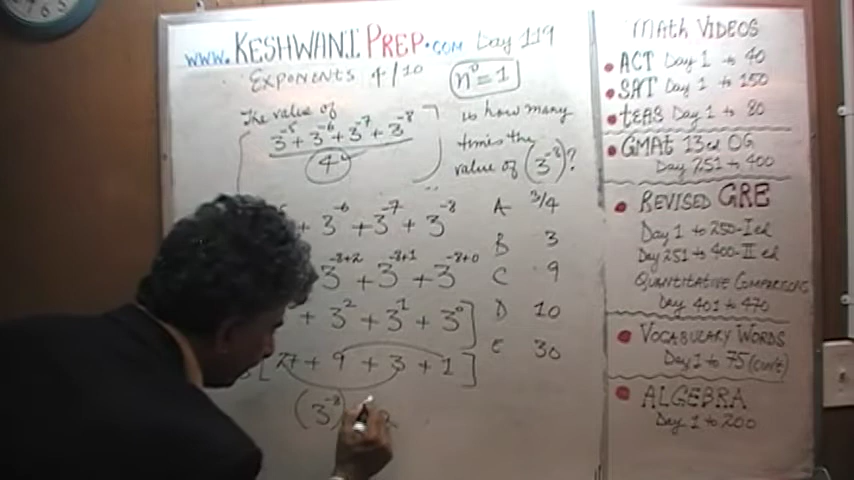 www.KESHWANI PREP.COM Day 119
EXPONENTS 4/10 n⁰ = 1
The value of
3⁻⁵ + 3⁻⁶ + 3⁻⁷ + 3⁻⁸
4
is how many
times the
value of (3⁻⁸)?
3⁻⁶ + 3⁻⁷ + 3⁻⁸
3⁻⁸⁺² + 3⁻⁸⁺¹ + 3⁻⁸⁺⁰
+ 3² + 3¹ + 3⁰]
[27 + 9 + 3 + 1]
(3⁻⁸)
A 3/4
B 3
C 9
D 10
E 30
Math VIDEOS
ACT Day 1 to 40
SAT Day 1 to 150
tEAS Day 1 to 80
GMAt 13ed OG
Day 251 to 400
REVISED GRE
Day 1 to 250-I ed
Day 251 to 400-II ed
QUANTITATIVE COMPARISONS
Day 401 to 470
VOCABULARY WORDS
Day 1 to 75 (con't)
ALGEBRA
Day 1 to 200